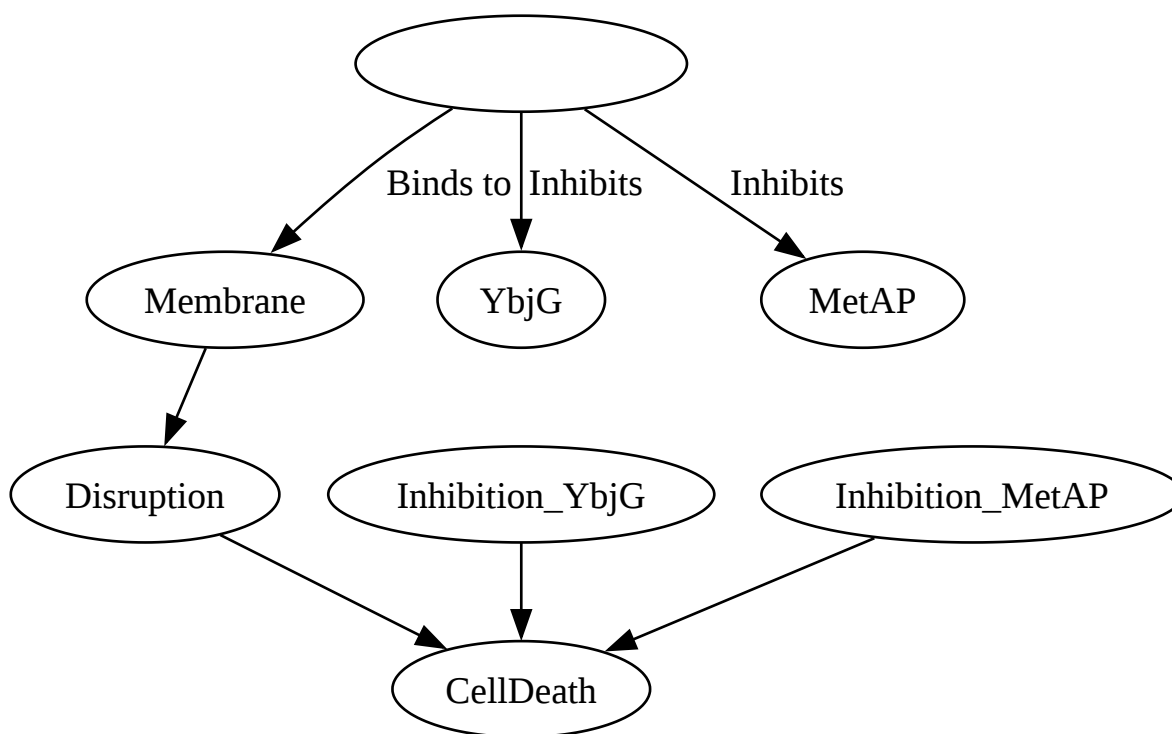 Binds to
Inhibits
Inhibits
Membrane
YbjG
MetAP
Disruption
Inhibition_YbjG
Inhibition_MetAP
CellDeath